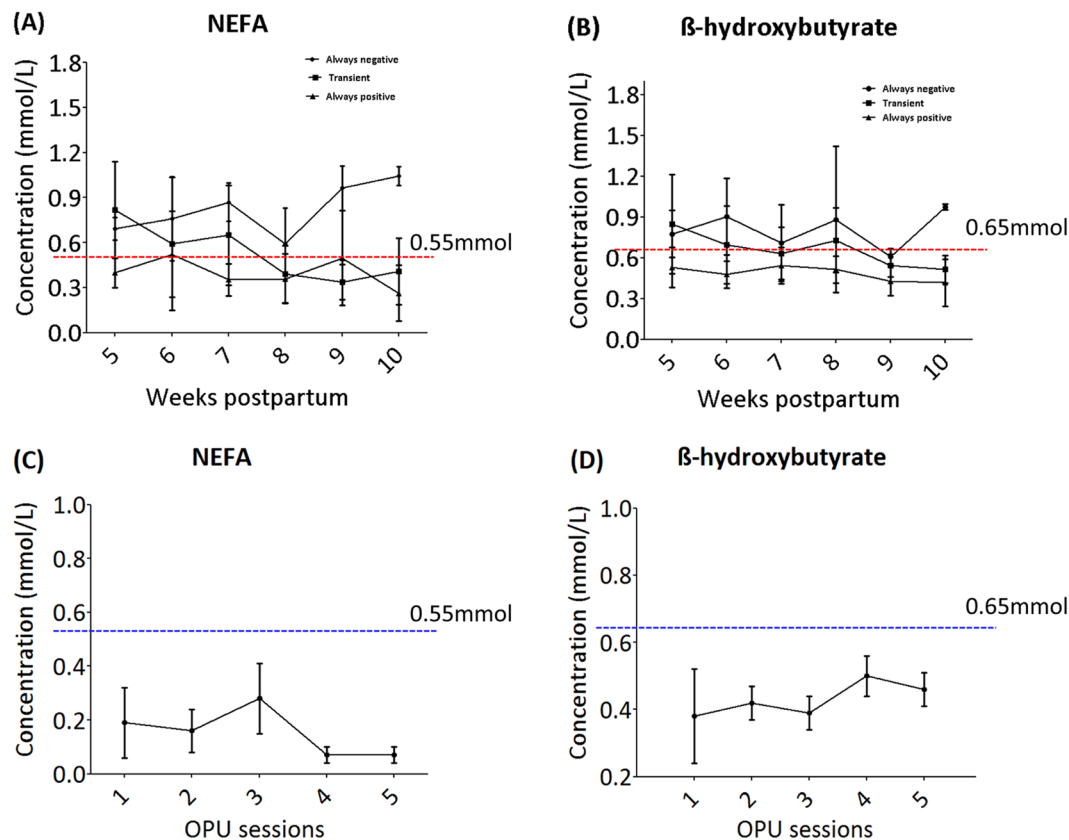 (A)
NEFA
Concentration (mmol/L)
1.8
1.5
1.2
0.9
0.6
0.3
0.0
Always negative
Transient
Always positive
0.55mmol
5
6
7
8
9
10
Weeks postpartum
(B)
ß-hydroxybutyrate
Concentration (mmol/L)
1.8
1.5
1.2
0.9
0.6
0.3
0.0
Always negative
Transient
Always positive
0.65mmol
5
6
7
8
9
10
Weeks postpartum
(C)
NEFA
Concentration (mmol/L)
1.0
0.8
0.6
0.4
0.2
0.0
0.55mmol
1
2
3
4
5
OPU sessions
(D)
ß-hydroxybutyrate
Concentration (mmol/L)
1.0
0.8
0.6
0.4
0.2
0.65mmol
1
2
3
4
5
OPU sessions